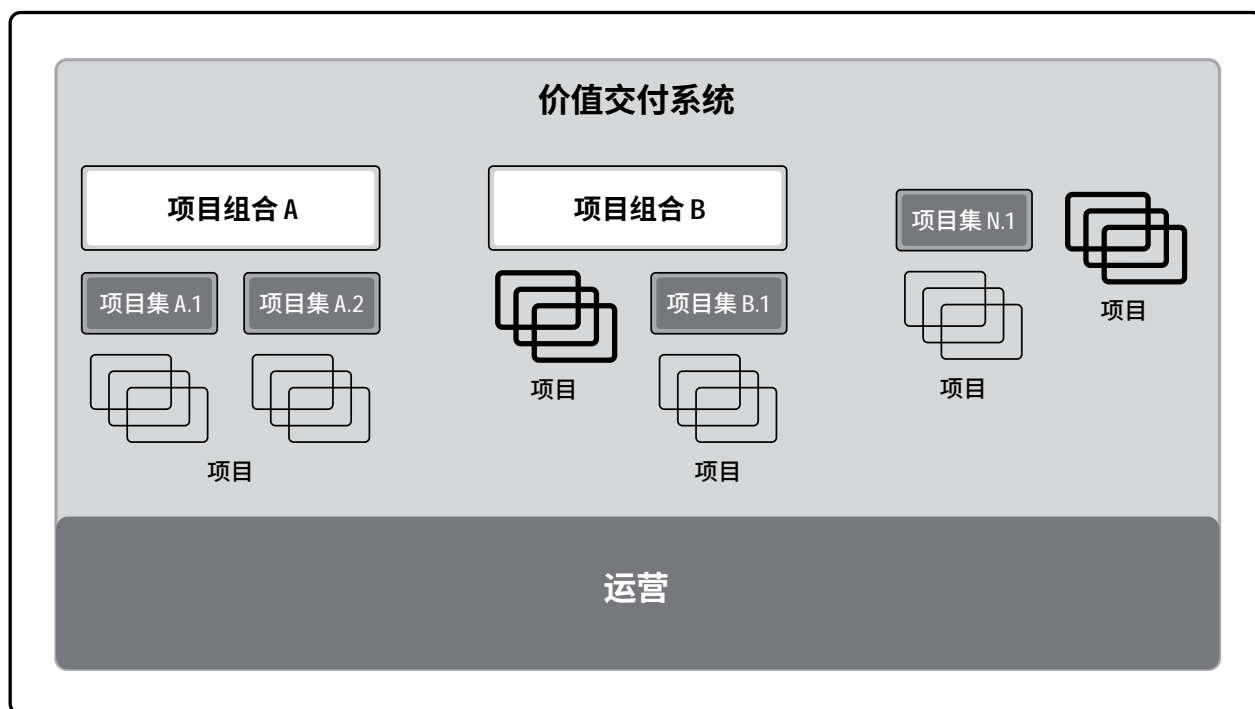 价值交付系统
项目组合 A
项目组合 B
项目集 N.1
项目
项目集 A.1
项目集 A.2
项目集 B.1
项目
项目
项目
项目
运营